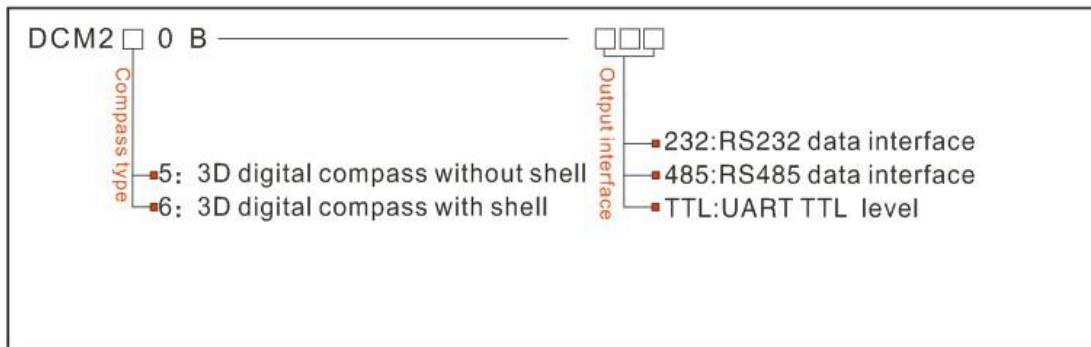 DCM2□ 0 B □□□
Compass type
Output interface
232:RS232 data interface
5: 3D digital compass without shell
485:RS485 data interface
6: 3D digital compass with shell
TTL:UART TTL level